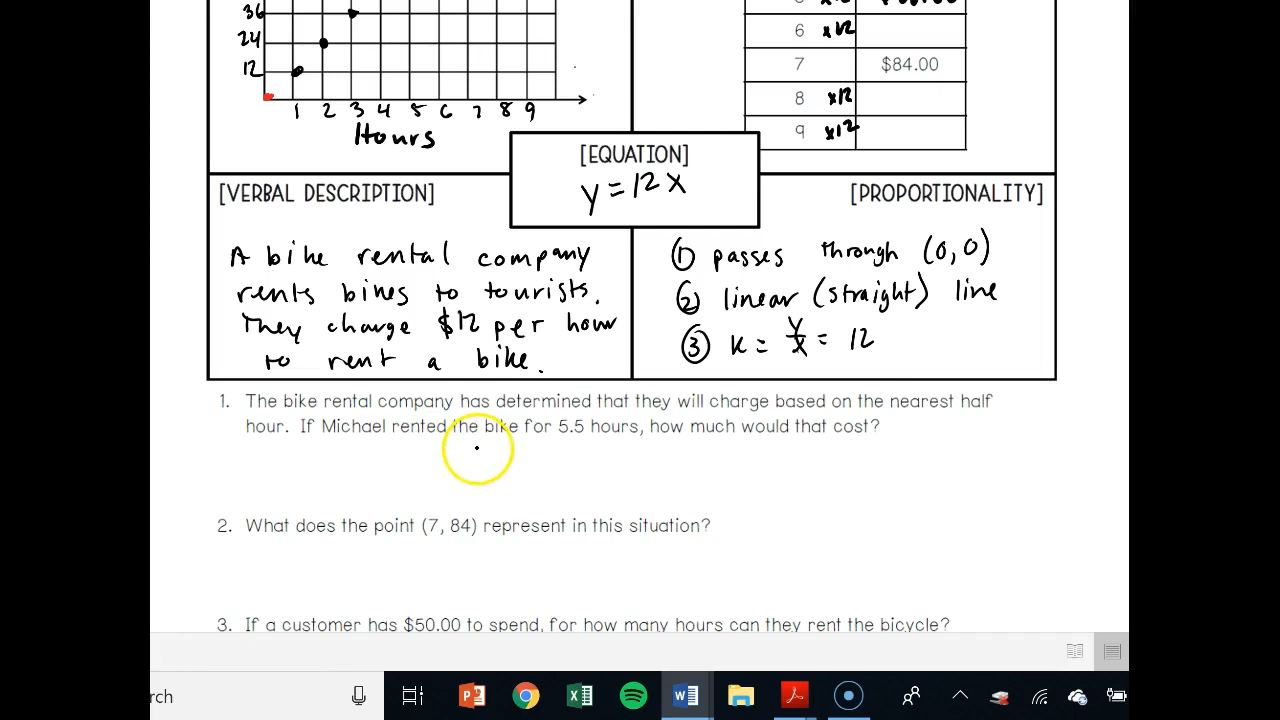 36
24
12
1 2 3 4 5 6 7 8 9
Hours
6 x12
7 $84.00
8 x12
9 x12
[EQUATION]
y = 12x
[VERBAL DESCRIPTION]
A bike rental company
rents bikes to tourists.
They charge $12 per hour
to rent a bike.
[PROPORTIONALITY]
① passes through (0,0)
② linear (straight) line
③ k = y/x = 12
1. The bike rental company has determined that they will charge based on the nearest half
hour. If Michael rented the bike for 5.5 hours, how much would that cost?
2. What does the point (7, 84) represent in this situation?
3. If a customer has $50.00 to spend, for how many hours can they rent the bicycle?
rch